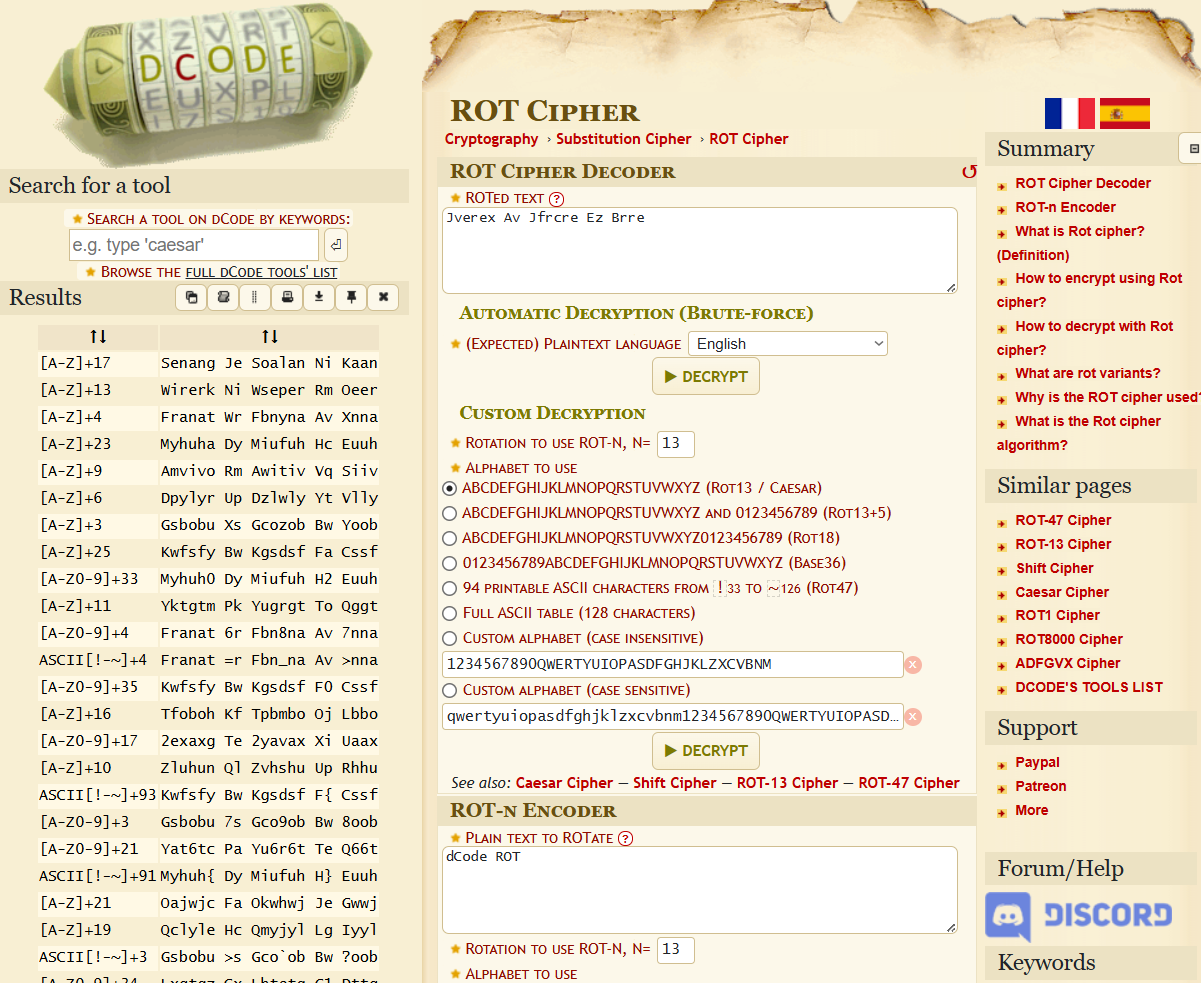 X Z V R T
D C O D E
E U X P L
Search for a tool
★ Search a tool on dCode by keywords:
e.g. type 'caesar'
★ Browse the full dCode tools' list
Results
↑↓ ↑↓
[A-Z]+17 Senang Je Soalan Ni Kaan
[A-Z]+13 Wirerk Ni Wseper Rm Oeer
[A-Z]+4 Franat Wr Fbnyna Av Xnna
[A-Z]+23 Myhuha Dy Miufuh Hc Euuh
[A-Z]+9 Amvivo Rm Awitiv Vq Siiv
[A-Z]+6 Dpylyr Up Dzlwly Yt Vlly
[A-Z]+3 Gsbobu Xs Gcozob Bw Yoob
[A-Z]+25 Kwfsfy Bw Kgsdsf Fa Cssf
[A-Z0-9]+33 Myhuh0 Dy Miufuh H2 Euuh
[A-Z]+11 Yktgtm Pk Yugrgt To Qggt
[A-Z0-9]+4 Franat 6r Fbn8na Av 7nna
ASCII[!-~]+4 Franat =r Fbn_na Av >nna
[A-Z0-9]+35 Kwfsfy Bw Kgsdsf F0 Cssf
[A-Z]+16 Tfoboh Kf Tpbmbo Oj Lbbo
[A-Z0-9]+17 2exaxg Te 2yavax Xi Uaax
[A-Z]+10 Zluhun Ql Zvhshu Up Rhhu
ASCII[!-~]+93 Kwfsfy Bw Kgsdsf F{ Cssf
[A-Z0-9]+3 Gsbobu 7s Gco9ob Bw 8oob
[A-Z0-9]+21 Yat6tc Pa Yu6r6t Te Q66t
ASCII[!-~]+91 Myhuh{ Dy Miufuh H} Euuh
[A-Z]+21 Oajwjc Fa Okwhwj Je Gwwj
[A-Z]+19 Qclyle Hc Qmyjyl Lg Iyyl
ASCII[!-~]+3 Gsbobu >s Gco`ob Bw ?oob
ROT Cipher
Cryptography › Substitution Cipher › ROT Cipher
ROT Cipher Decoder
★ ROTed text ?
Jverex Av Jfrcre Ez Brre
Automatic Decryption (Brute-force)
★ (Expected) Plaintext language English
▶ DECRYPT
Custom Decryption
★ Rotation to use ROT-N, N= 13
★ Alphabet to use
ABCDEFGHIJKLMNOPQRSTUVWXYZ (Rot13 / Caesar)
ABCDEFGHIJKLMNOPQRSTUVWXYZ and 0123456789 (Rot13+5)
ABCDEFGHIJKLMNOPQRSTUVWXYZ0123456789 (Rot18)
0123456789ABCDEFGHIJKLMNOPQRSTUVWXYZ (Base36)
94 printable ASCII characters from !33 to ~126 (Rot47)
Full ASCII table (128 characters)
Custom alphabet (case insensitive)
1234567890QWERTYUIOPASDFGHJKLZXCVBNM
Custom alphabet (case sensitive)
qwertyuiopasdfghjklzxcvbnm1234567890QWERTYUIOPASD...
▶ DECRYPT
See also: Caesar Cipher — Shift Cipher — ROT-13 Cipher — ROT-47 Cipher
ROT-n Encoder
★ Plain text to ROTate ?
dCode ROT
★ Rotation to use ROT-N, N= 13
★ Alphabet to use
Summary
ROT Cipher Decoder
ROT-n Encoder
What is Rot cipher?
(Definition)
How to encrypt using Rot
cipher?
How to decrypt with Rot
cipher?
What are rot variants?
Why is the ROT cipher used?
What is the Rot cipher
algorithm?
Similar pages
ROT-47 Cipher
ROT-13 Cipher
Shift Cipher
Caesar Cipher
ROT1 Cipher
ROT8000 Cipher
ADFGVX Cipher
DCODE'S TOOLS LIST
Support
Paypal
Patreon
More
Forum/Help
DISCORD
Keywords